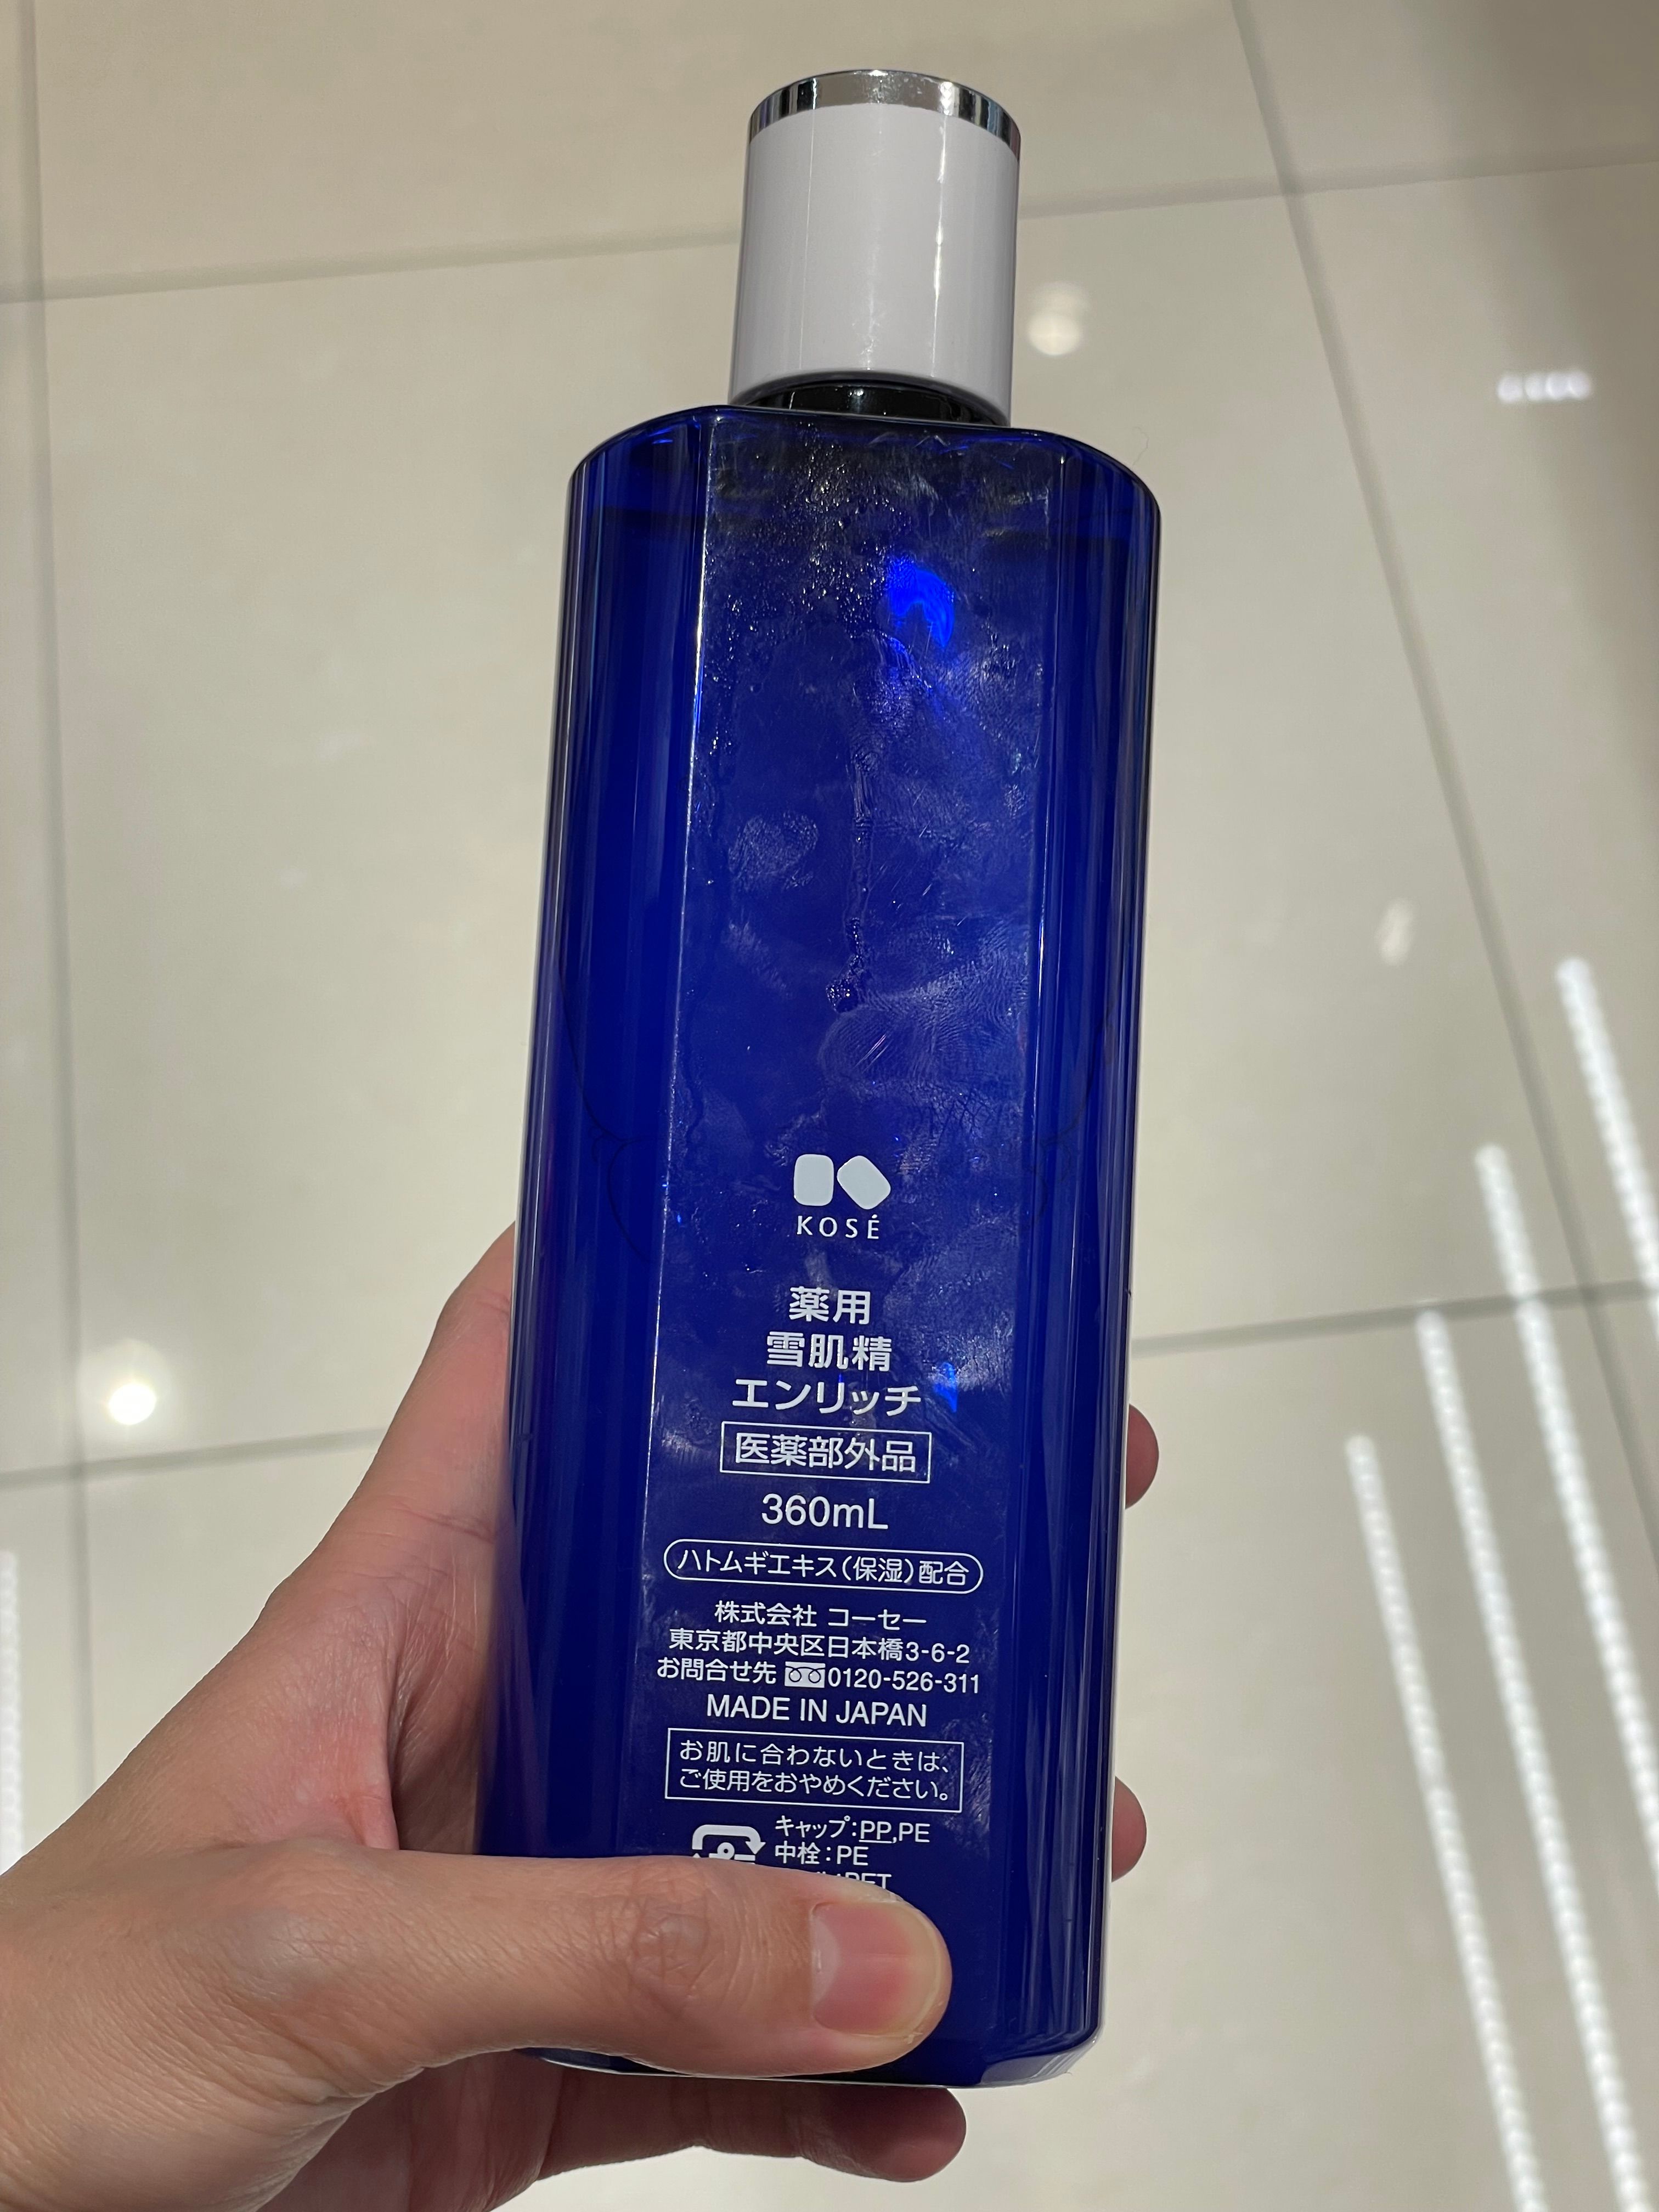 KOSÉ
薬用
雪肌精
エンリッチ
医薬部外品
360mL
ハトムギエキス(保湿)配合
株式会社 コーセー
東京都中央区日本橋3-6-2
お問合せ先 0120-526-311
MADE IN JAPAN
お肌に合わないときは、
ご使用をおやめください。
キャップ:PP,PE
中栓:PE